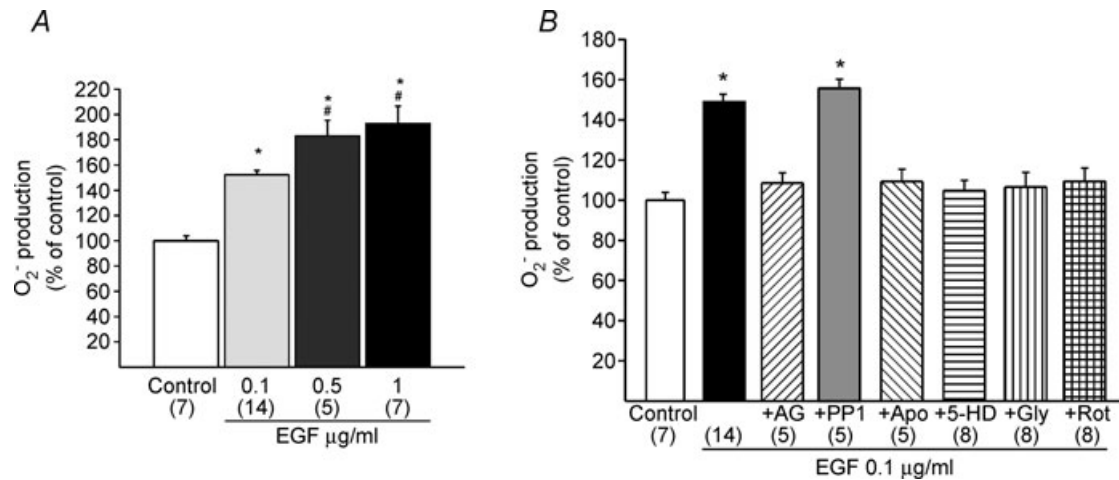 A
O2- production
(% of control)
220
200
180
160
140
120
100
80
60
40
20
*
*
#
*
#
Control 0.1 0.5 1
(7) (14) (5) (7)
EGF μg/ml
B
O2- production
(% of control)
180
160
140
120
100
80
60
40
20
*
*
Control +AG +PP1 +Apo +5-HD +Gly +Rot
(7) (14) (5) (5) (5) (8) (8) (8)
EGF 0.1 μg/ml